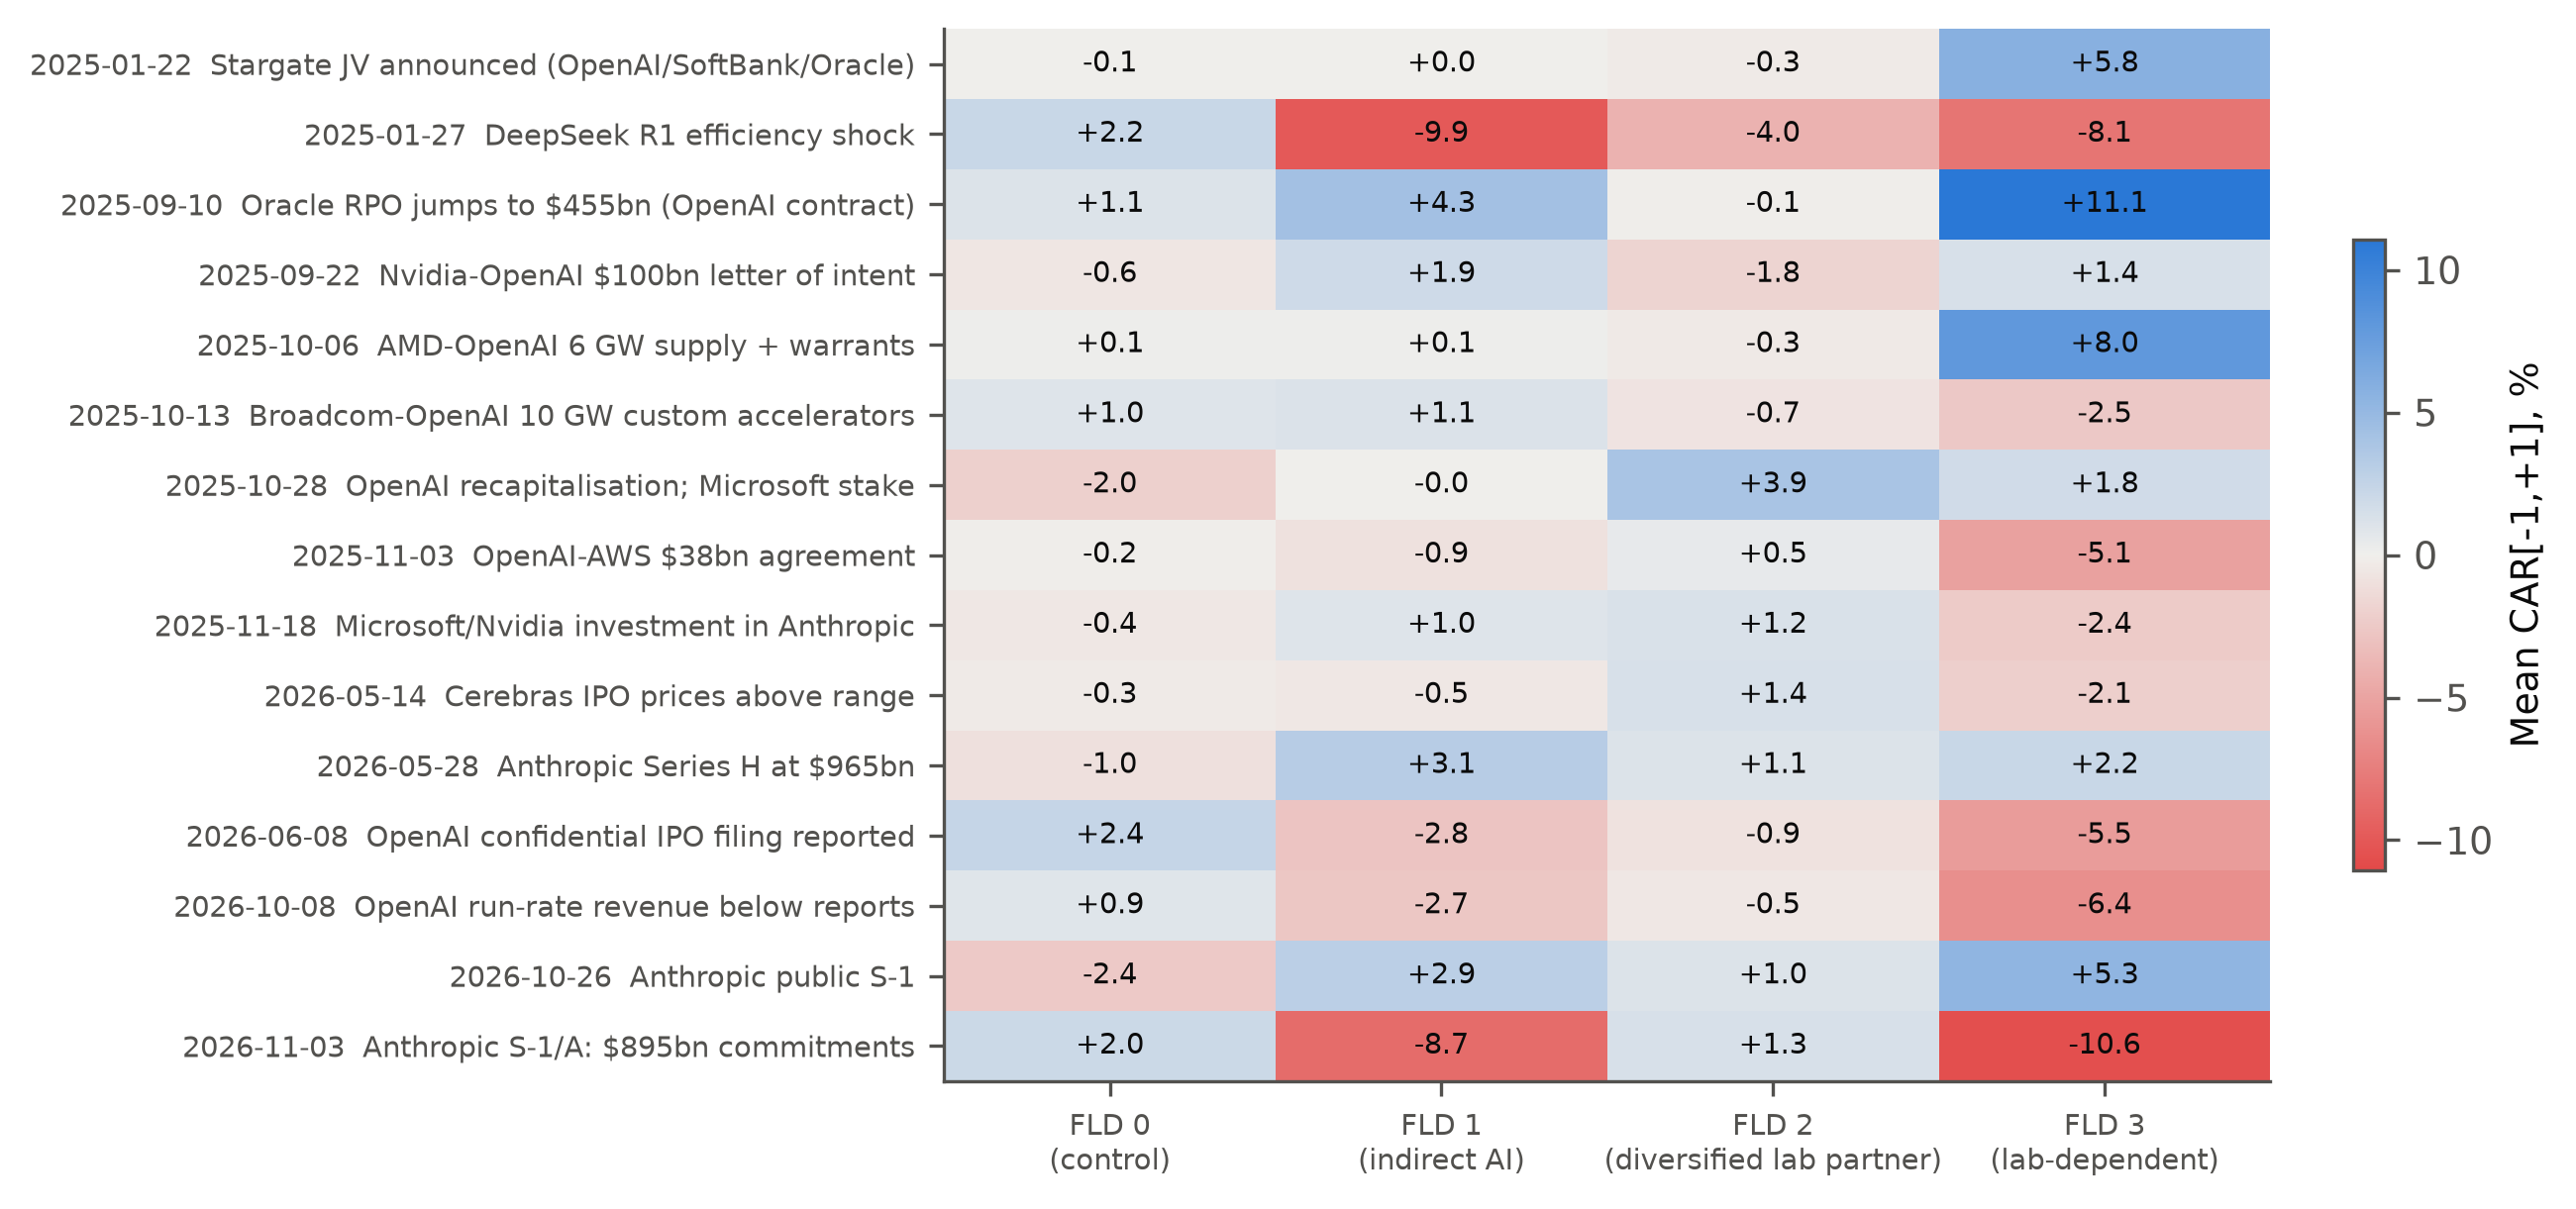 2025-01-22 Stargate JV announced (OpenAI/SoftBank/Oracle) -0.1 +0.0 -0.3 +5.8
2025-01-27 DeepSeek R1 efficiency shock +2.2 -9.9 -4.0 -8.1
2025-09-10 Oracle RPO jumps to $455bn (OpenAI contract) +1.1 +4.3 -0.1 +11.1
2025-09-22 Nvidia-OpenAI $100bn letter of intent -0.6 +1.9 -1.8 +1.4
2025-10-06 AMD-OpenAI 6 GW supply + warrants +0.1 +0.1 -0.3 +8.0
2025-10-13 Broadcom-OpenAI 10 GW custom accelerators +1.0 +1.1 -0.7 -2.5
2025-10-28 OpenAI recapitalisation; Microsoft stake -2.0 -0.0 +3.9 +1.8
2025-11-03 OpenAI-AWS $38bn agreement -0.2 -0.9 +0.5 -5.1
2025-11-18 Microsoft/Nvidia investment in Anthropic -0.4 +1.0 +1.2 -2.4
2026-05-14 Cerebras IPO prices above range -0.3 -0.5 +1.4 -2.1
2026-05-28 Anthropic Series H at $965bn -1.0 +3.1 +1.1 +2.2
2026-06-08 OpenAI confidential IPO filing reported +2.4 -2.8 -0.9 -5.5
2026-10-08 OpenAI run-rate revenue below reports +0.9 -2.7 -0.5 -6.4
2026-10-26 Anthropic public S-1 -2.4 +2.9 +1.0 +5.3
2026-11-03 Anthropic S-1/A: $895bn commitments +2.0 -8.7 +1.3 -10.6
FLD 0 FLD 1 FLD 2 FLD 3
(control) (indirect AI) (diversified lab partner) (lab-dependent)
10
5
0
−5
−10
Mean CAR[-1,+1], %